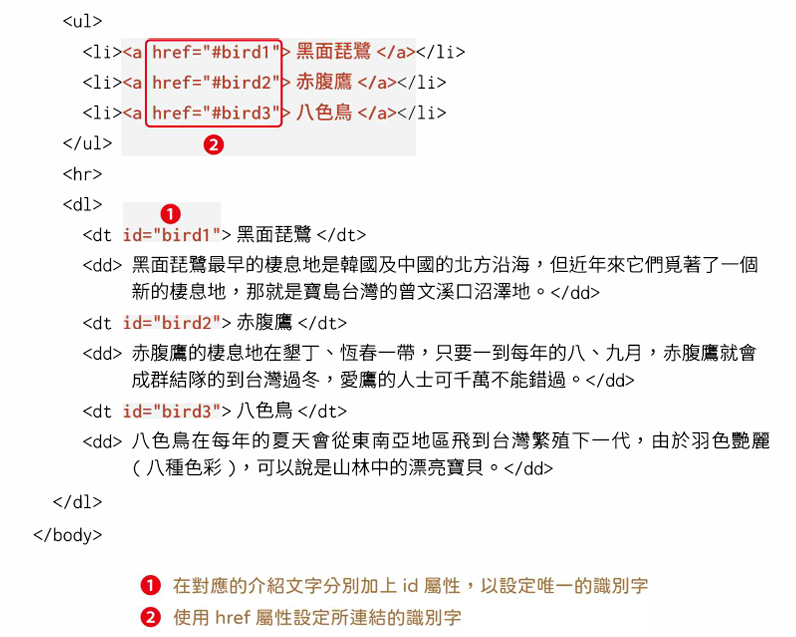 <ul>
<li><a href="#bird1"> 黑面琵鷺 </a></li>
<li><a href="#bird2"> 赤腹鷹 </a></li>
<li><a href="#bird3"> 八色鳥 </a></li>
</ul>
❷
<hr>
<dl>
❶
<dt id="bird1"> 黑面琵鷺 </dt>
<dd> 黑面琵鷺最早的棲息地是韓國及中國的北方沿海，但近年來它們覓著了一個
新的棲息地，那就是寶島台灣的曾文溪口沼澤地。</dd>
<dt id="bird2"> 赤腹鷹 </dt>
<dd> 赤腹鷹的棲息地在墾丁、恆春一帶，只要一到每年的八、九月，赤腹鷹就會
成群結隊的到台灣過冬，愛鷹的人士可千萬不能錯過。</dd>
<dt id="bird3"> 八色鳥 </dt>
<dd> 八色鳥在每年的夏天會從東南亞地區飛到台灣繁殖下一代，由於羽色艷麗
( 八種色彩 )，可以說是山林中的漂亮寶貝。</dd>
</dl>
</body>
❶ 在對應的介紹文字分別加上 id 屬性，以設定唯一的識別字
❷ 使用 href 屬性設定所連結的識別字